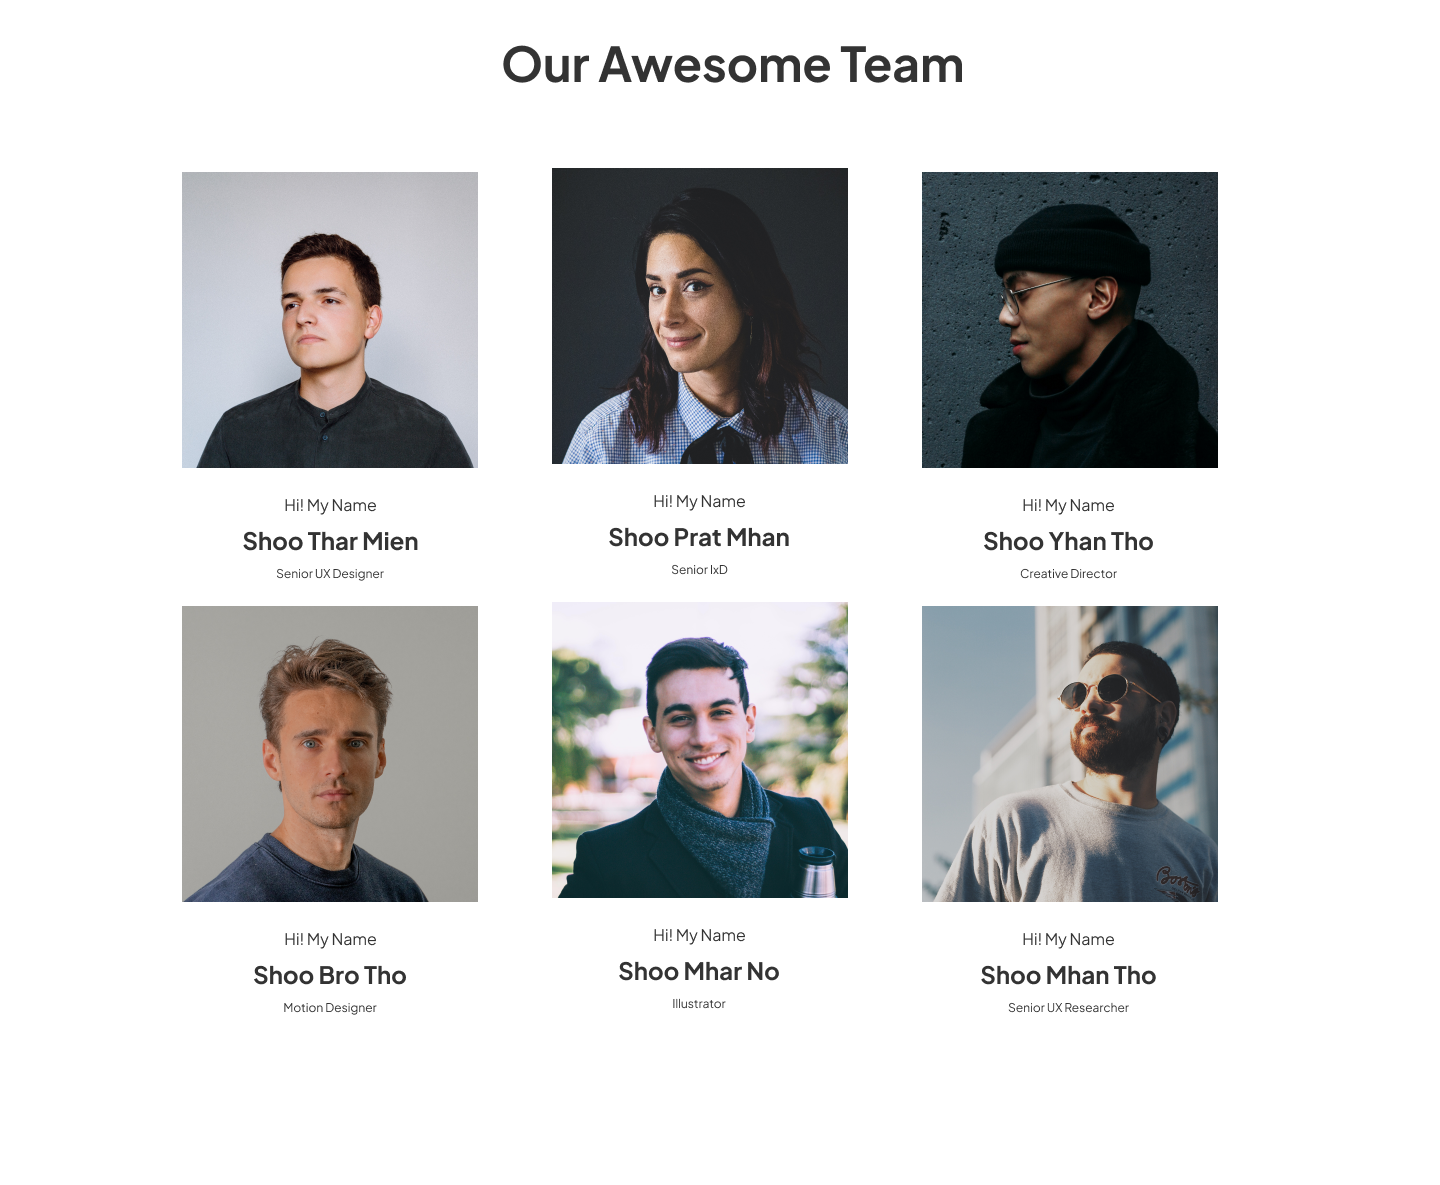 Our Awesome Team
Hi! My Name
Shoo Thar Mien
Senior UX Designer
Hi! My Name
Shoo Prat Mhan
Senior IxD
Hi! My Name
Shoo Yhan Tho
Creative Director
Hi! My Name
Shoo Bro Tho
Motion Designer
Hi! My Name
Shoo Mhar No
Illustrator
Hi! My Name
Shoo Mhan Tho
Senior UX Researcher